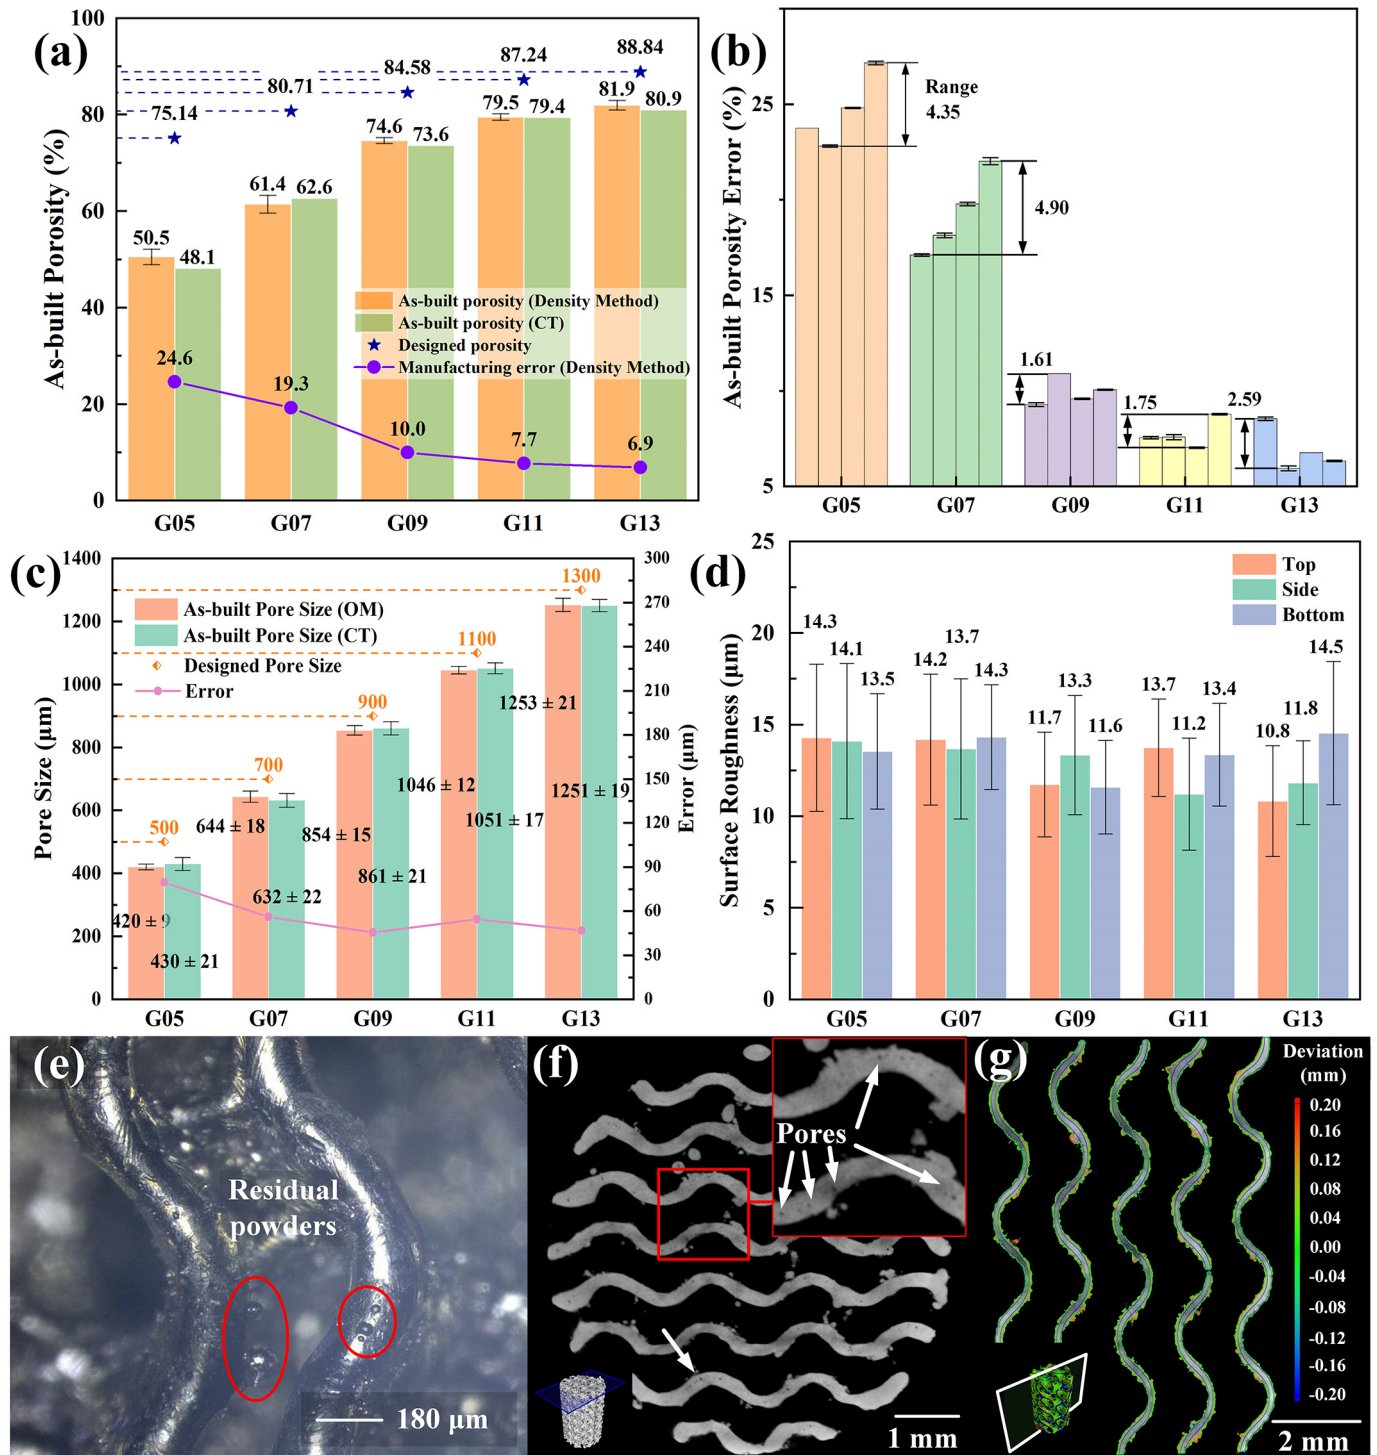 (a)
As-built Porosity (%)
100
80
60
40
20
0
75.14
80.71
84.58
87.24
88.84
50.5
48.1
61.4
62.6
74.6
73.6
79.5
79.4
81.9
80.9
As-built porosity (Density Method)
As-built porosity (CT)
Designed porosity
Manufacturing error (Density Method)
24.6
19.3
10.0
7.7
6.9
G05
G07
G09
G11
G13
(b)
As-built Porosity Error (%)
25
15
5
Range
4.35
4.90
1.61
1.75
2.59
G05
G07
G09
G11
G13
(c)
Pore Size (μm)
1400
1200
1000
800
600
400
200
0
As-built Pore Size (OM)
As-built Pore Size (CT)
Designed Pore Size
Error
500
700
900
1100
1300
420 ± 9
430 ± 21
644 ± 18
632 ± 22
854 ± 15
861 ± 21
1046 ± 12
1051 ± 17
1253 ± 21
1251 ± 19
Error (μm)
300
270
240
210
180
150
120
90
60
30
0
G05
G07
G09
G11
G13
(d)
Surface Roughness (μm)
25
20
15
10
5
0
Top
Side
Bottom
14.3
14.1
13.5
14.2
13.7
14.3
11.7
13.3
11.6
13.7
11.2
13.4
10.8
11.8
14.5
G05
G07
G09
G11
G13
(e)
Residual
powders
180 μm
(f)
Pores
1 mm
(g)
Deviation
(mm)
0.20
0.16
0.12
0.08
0.04
0.00
-0.04
-0.08
-0.12
-0.16
-0.20
2 mm